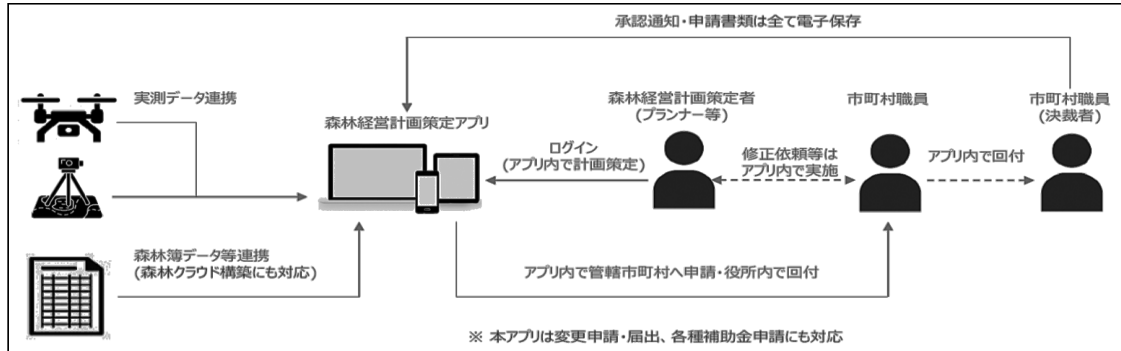 承認通知・申請書類は全て電子保存
実測データ連携
森林経営計画策定アプリ
森林経営計画策定者
(プランナー等)
市町村職員
市町村職員
(決裁者)
ログイン
(アプリ内で計画策定)
修正依頼等は
アプリ内で実施
アプリ内で回付
森林簿データ等連携
(森林クラウド構築にも対応)
アプリ内で管轄市町村へ申請・役所内で回付
※ 本アプリは変更申請・届出、各種補助金申請にも対応